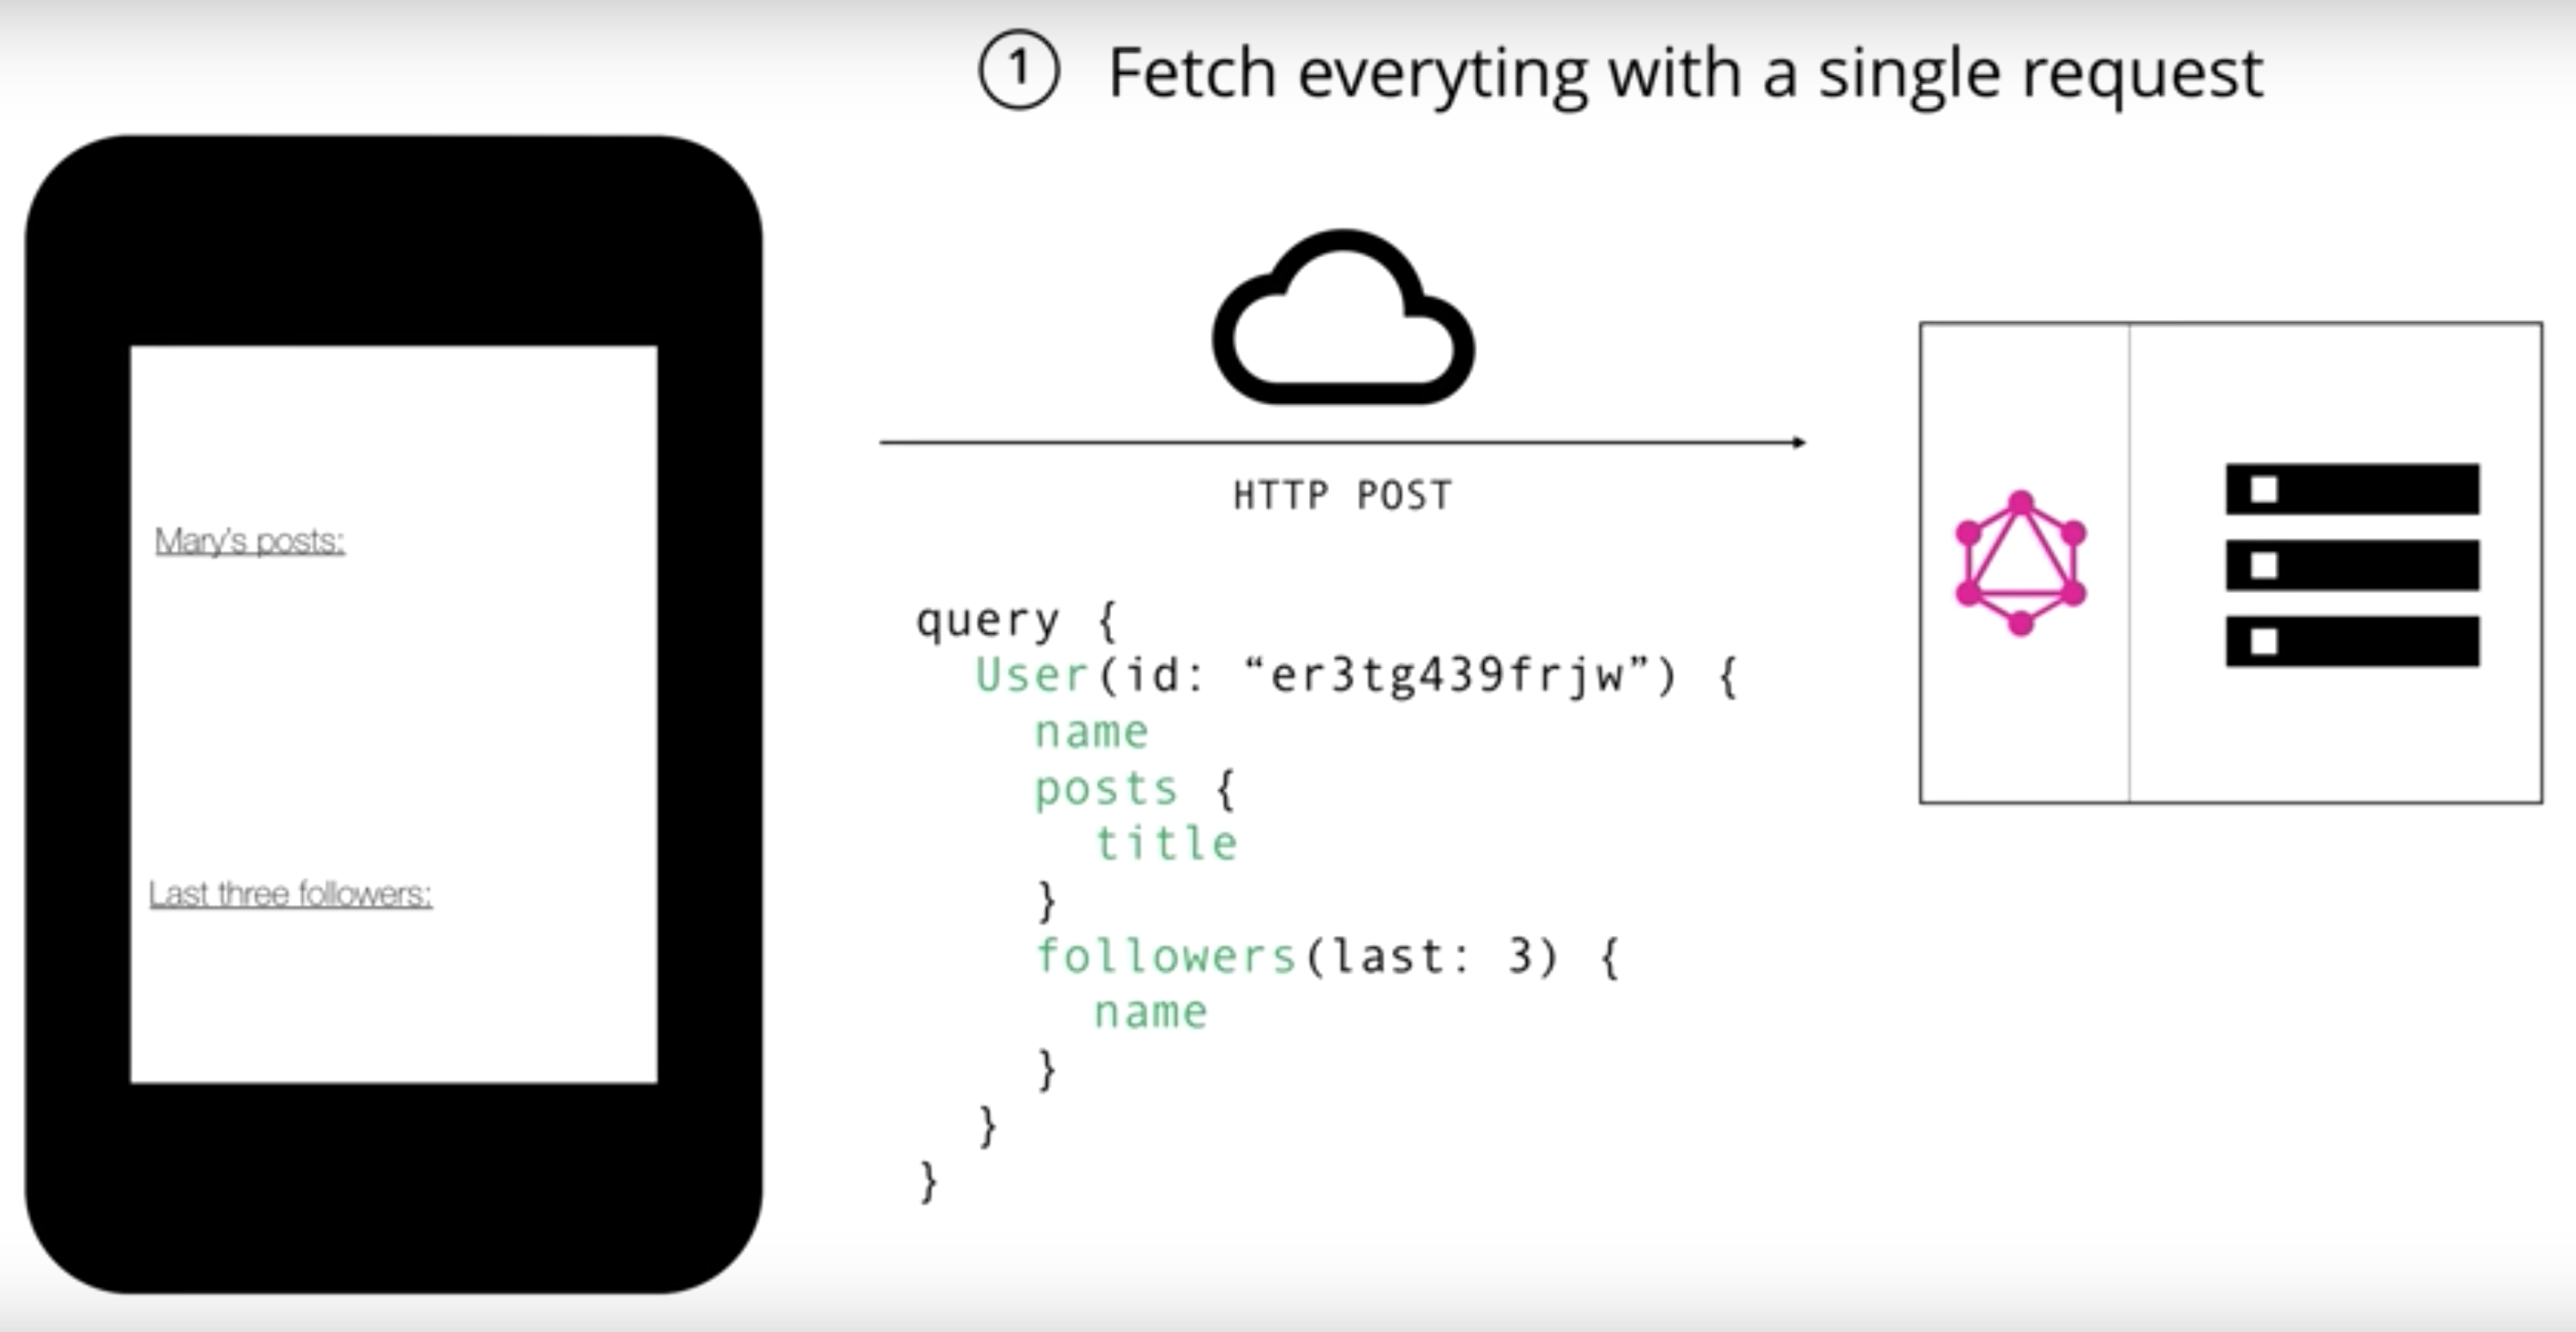 1 Fetch everyting with a single request
HTTP POST
Mary's posts:
Last three followers:
query {
User(id: “er3tg439frjw”) {
name
posts {
title
}
followers(last: 3) {
name
}
}
}